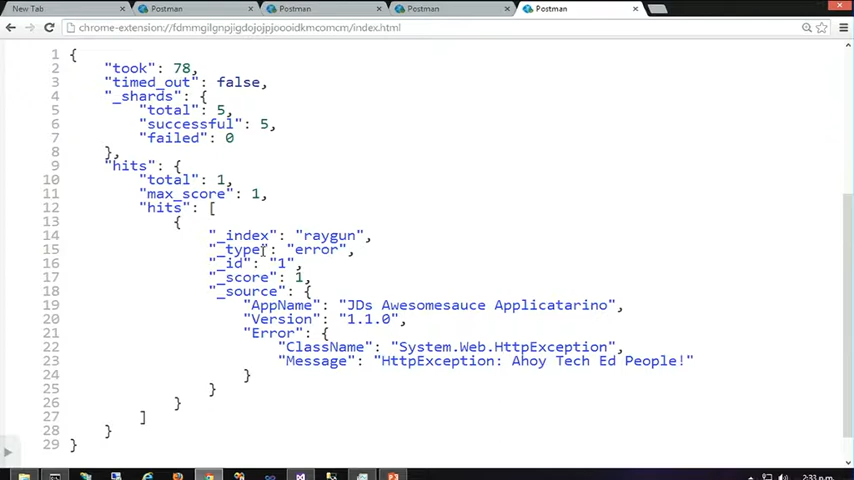 New Tab
Postman
Postman
Postman
Postman
chrome-extension://fdmmgilgnpjigdojojpjoooidkmcomcm/index.html
1 {
2 "took": 78,
3 "timed_out": false,
4 "_shards": {
5 "total": 5,
6 "successful": 5,
7 "failed": 0
8 },
9 "hits": {
10 "total": 1,
11 "max_score": 1,
12 "hits": [
13 {
14 "_index": "raygun",
15 "_type": "error",
16 "_id": "1",
17 "_score": 1,
18 "_source": {
19 "AppName": "JDs Awesomesauce Applicatarino",
20 "Version": "1.1.0",
21 "Error": {
22 "ClassName": "System.Web.HttpException",
23 "Message": "HttpException: Ahoy Tech Ed People!"
24 }
25 }
26 }
27 ]
28 }
29 }
2:33 p.m.